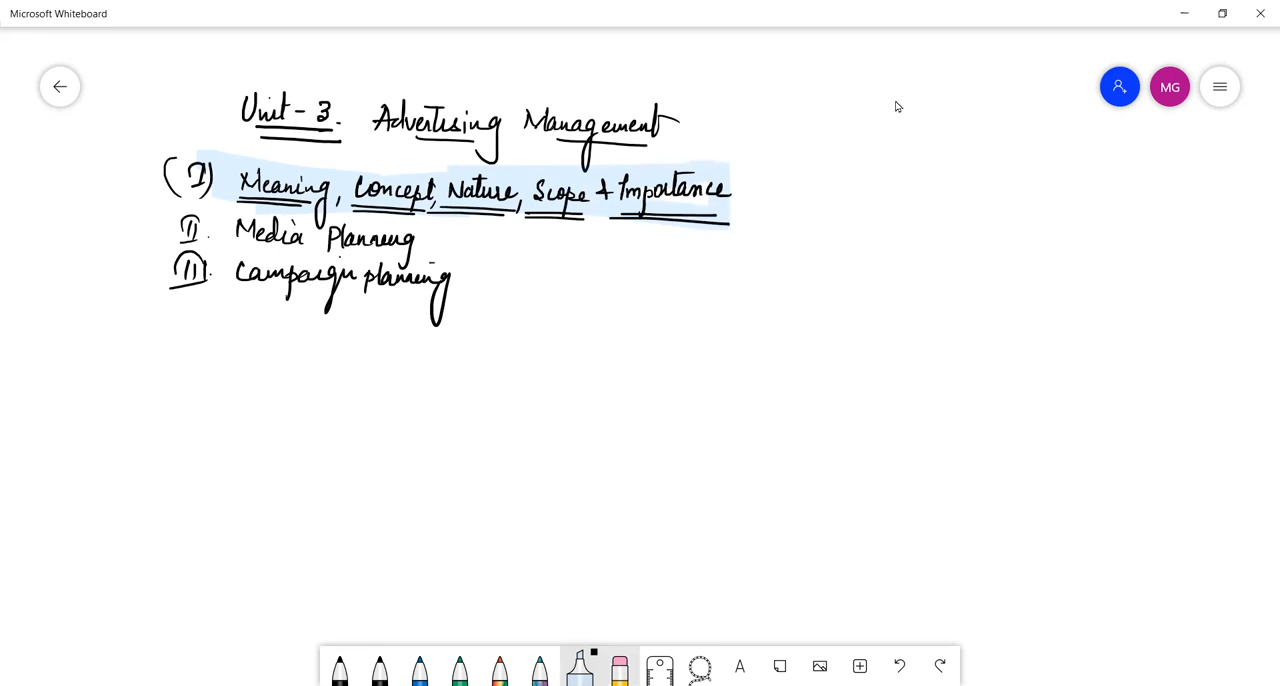 Microsoft Whiteboard
MG
Unit - 3. Advertising Management
(I) Meaning, Concept, Nature, Scope & Importance
II. Media Planning
III. Campaign planning
A